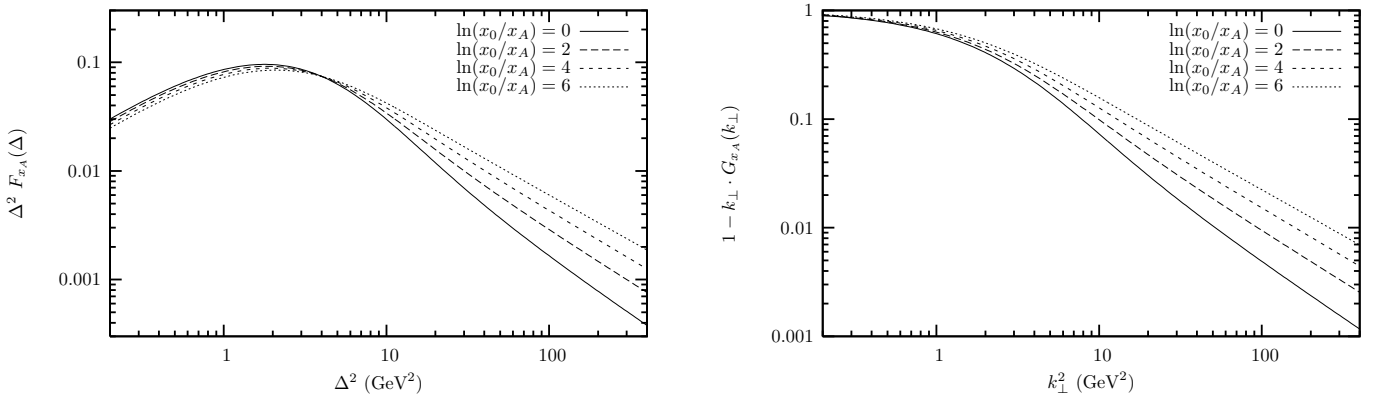 Δ² F_{x_A}(Δ)
0.1
0.01
0.001
ln(x₀/x_A) = 0
ln(x₀/x_A) = 2
ln(x₀/x_A) = 4
ln(x₀/x_A) = 6
1
10
100
Δ² (GeV²)
1 − k_⊥ · G_{x_A}(k_⊥)
1
0.1
0.01
0.001
ln(x₀/x_A) = 0
ln(x₀/x_A) = 2
ln(x₀/x_A) = 4
ln(x₀/x_A) = 6
1
10
100
k_⊥² (GeV²)